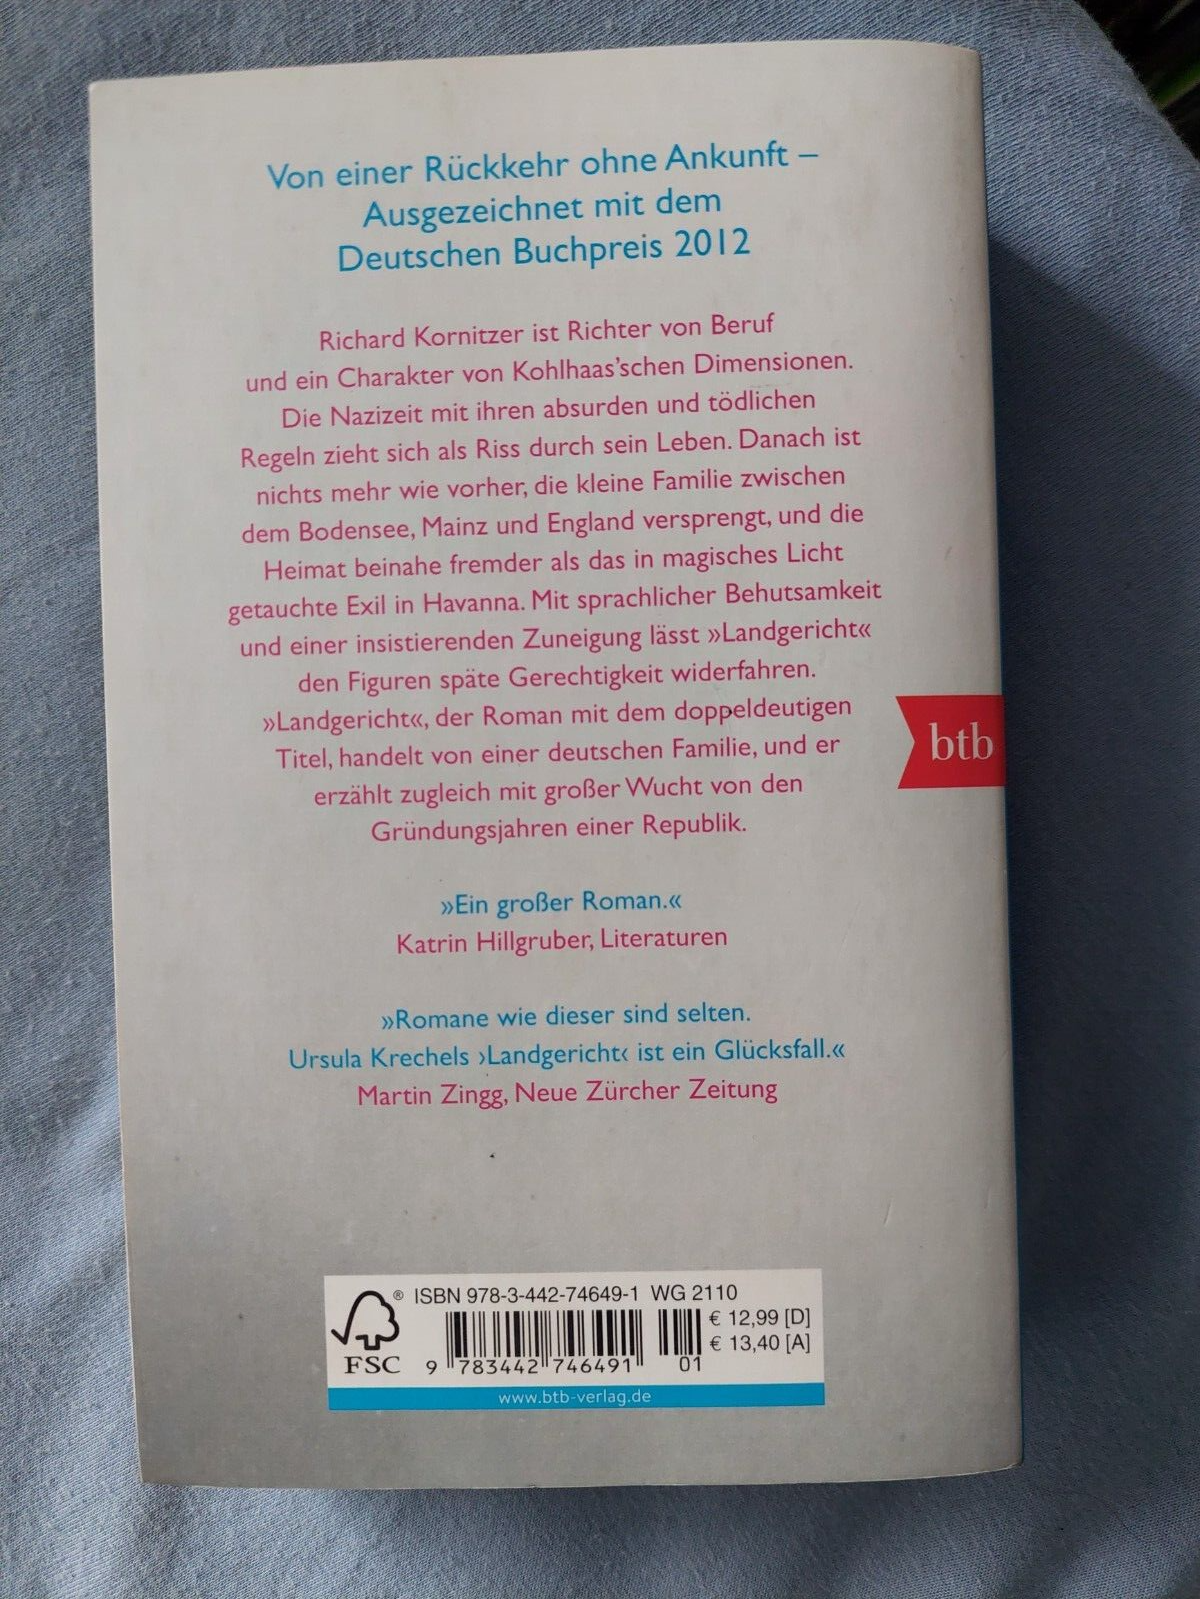 Von einer Rückkehr ohne Ankunft –
Ausgezeichnet mit dem
Deutschen Buchpreis 2012
Richard Kornitzer ist Richter von Beruf
und ein Charakter von Kohlhaas’schen Dimensionen.
Die Nazizeit mit ihren absurden und tödlichen
Regeln zieht sich als Riss durch sein Leben. Danach ist
nichts mehr wie vorher, die kleine Familie zwischen
dem Bodensee, Mainz und England versprengt, und die
Heimat beinahe fremder als das in magisches Licht
getauchte Exil in Havanna. Mit sprachlicher Behutsamkeit
und einer insistierenden Zuneigung lässt »Landgericht«
den Figuren späte Gerechtigkeit widerfahren.
»Landgericht«, der Roman mit dem doppeldeutigen
Titel, handelt von einer deutschen Familie, und er
erzählt zugleich mit großer Wucht von den
Gründungsjahren einer Republik.
btb
»Ein großer Roman.«
Katrin Hillgruber, Literaturen
»Romane wie dieser sind selten.
Ursula Krechels ›Landgericht‹ ist ein Glücksfall.«
Martin Zingg, Neue Zürcher Zeitung
® ISBN 978-3-442-74649-1 WG 2110
€ 12,99 [D]
€ 13,40 [A]
FSC 9 783442 746491 01
www.btb-verlag.de